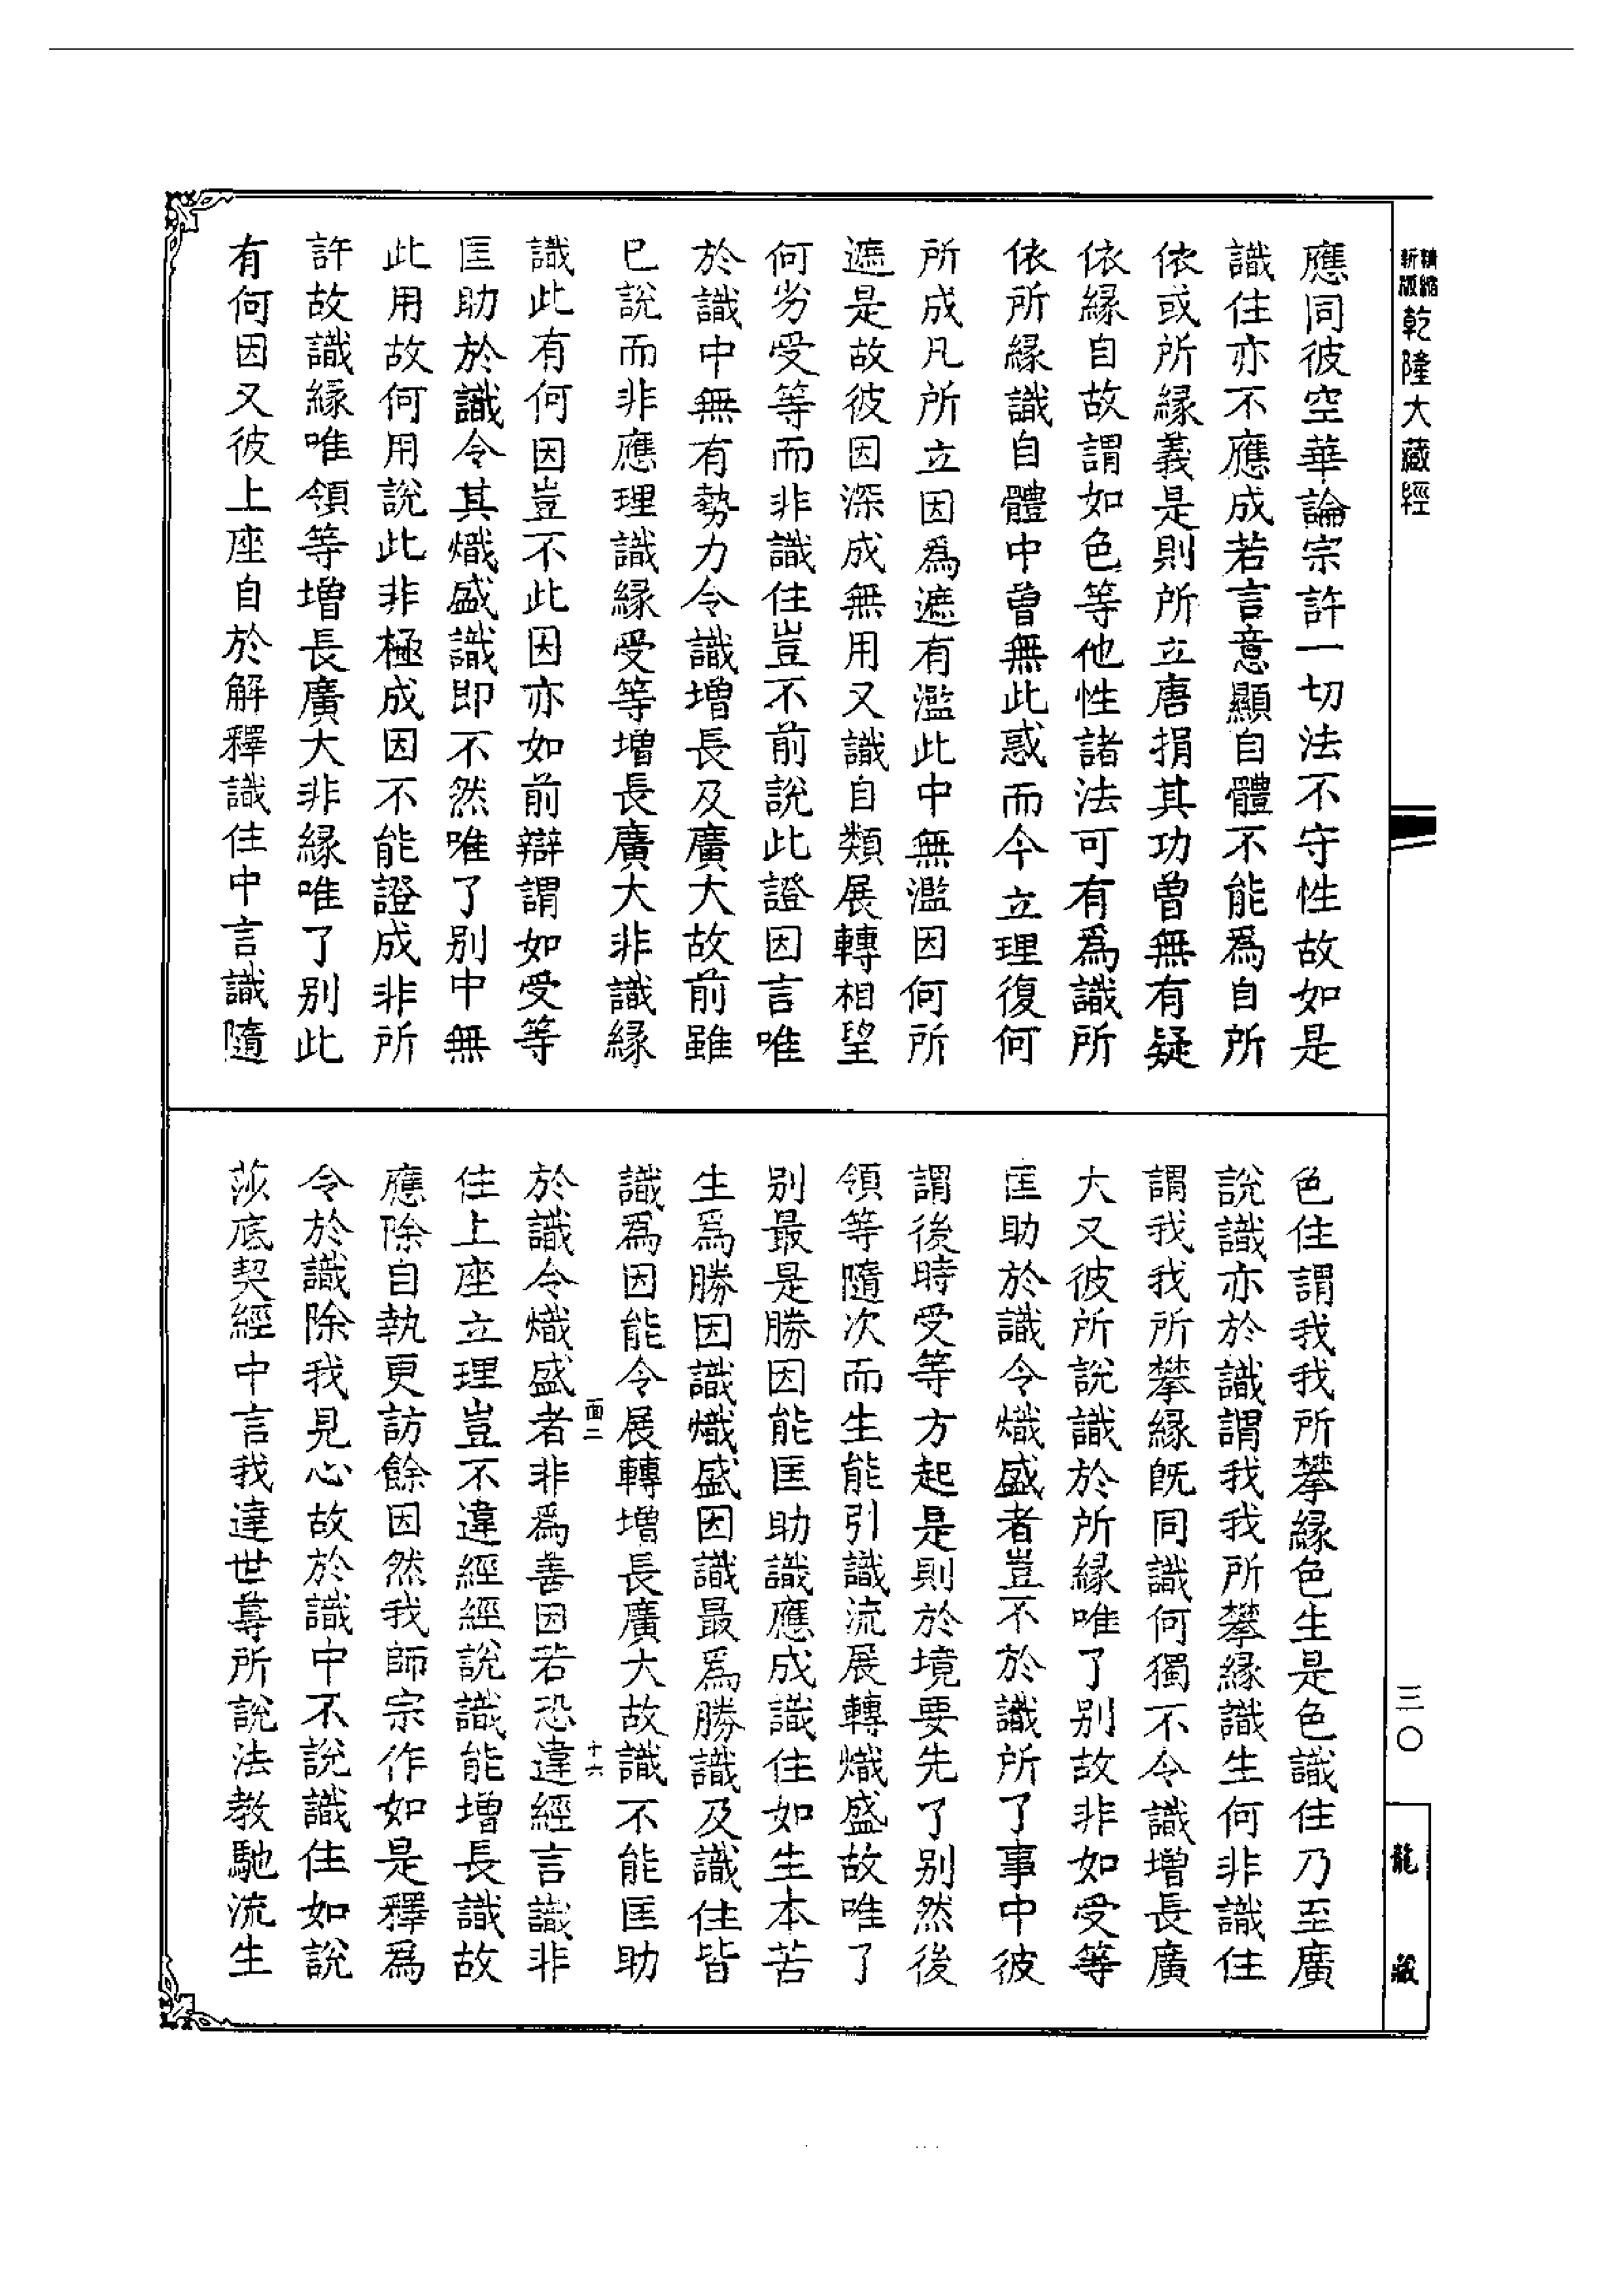 精縮新版乾隆大藏經
應同彼空華論宗許一切法不守性故如是
識住亦不應成若言意顯自體不能為自所
依或所緣義是則所立唐捐其功曾無有疑
依緣自故謂如色等他性諸法可有為識所
依所緣識自體中曾無此惑而今立理復何
所成凡所立因為遮有濫此中無濫因何所
遮是故彼因深成無用又識自類展轉相望
何劣受等而非識住豈不前說此證因言唯
於識中無有勢力令識增長及廣大故前雖
已說而非應理識緣受等增長廣大非識緣
識此有何因豈不此因亦如前辯謂如受等
匡助於識令其熾盛識即不然唯了別中無
此用故何用說此非極成因不能證成非所
許故識緣唯領等增長廣大非緣唯了別此
有何因又彼上座自於解釋識住中言識隨
色住謂我我所攀緣色生是色識住乃至廣
說識亦於識謂我我所攀緣識生何非識住
謂我我所攀緣旣同識何獨不令識增長廣
大又彼所說識於所緣唯了別故非如受等
匡助於識令熾盛者豈不於識所了事中彼
謂後時受等方起是則於境要先了別然後
領等隨次而生能引識流展轉熾盛故唯了
別最是勝因能匡助識應成識住如生本苦
生為勝因識熾盛因識最為勝識及識住皆
識為因能令展轉增長廣大故識不能匡助
面二
十六
於識令熾盛者非為善因若恐違經言識非
住上座立理豈不違經經說識能增長識故
應除自執更訪餘因然我師宗作如是釋為
令於識除我見心故於識中不說識住如說
莎底契經中言我達世尊所說法教馳流生
三〇
龍藏